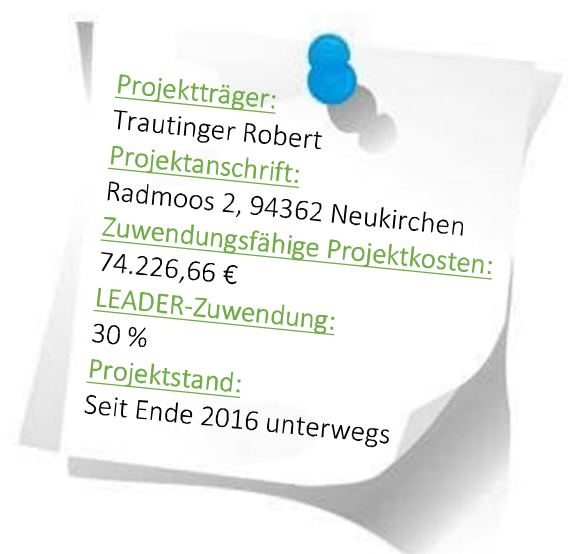 Projektträger:
Trautinger Robert
Projektanschrift:
Radmoos 2, 94362 Neukirchen
Zuwendungsfähige Projektkosten:
74.226,66 €
LEADER-Zuwendung:
30 %
Projektstand:
Seit Ende 2016 unterwegs